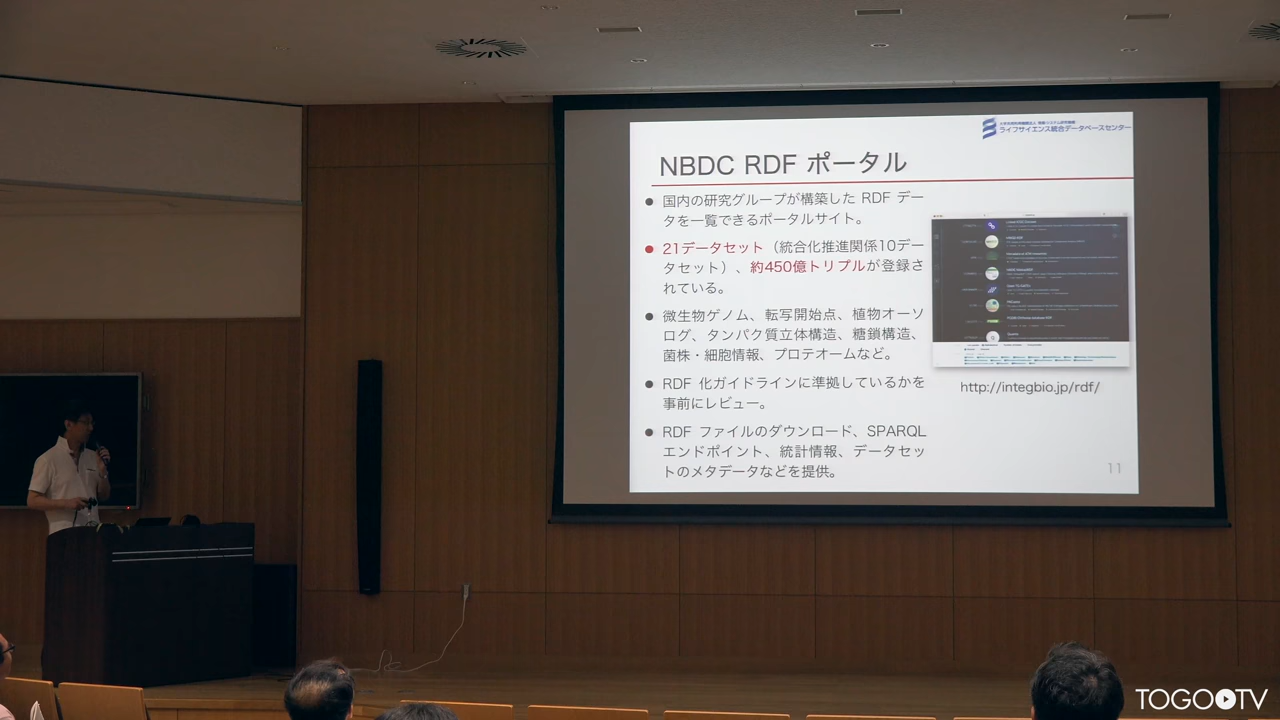 ライフサイエンス統合データベースセンター
NBDC RDF ポータル
● 国内の研究グループが構築した RDF デー
タを一覧できるポータルサイト。
● 21データセット（統合化推進関係10デー
タセット）、約450億トリプルが登録さ
れている。
● 微生物ゲノム、転写開始点、植物オーソ
ログ、タンパク質立体構造、糖鎖構造、
菌株・細胞情報、プロテオームなど。
● RDF 化ガイドラインに準拠しているかを
事前にレビュー。
● RDF ファイルのダウンロード、SPARQL
エンドポイント、統計情報、データセッ
トのメタデータなどを提供。
http://integbio.jp/rdf/
11
TOGO TV